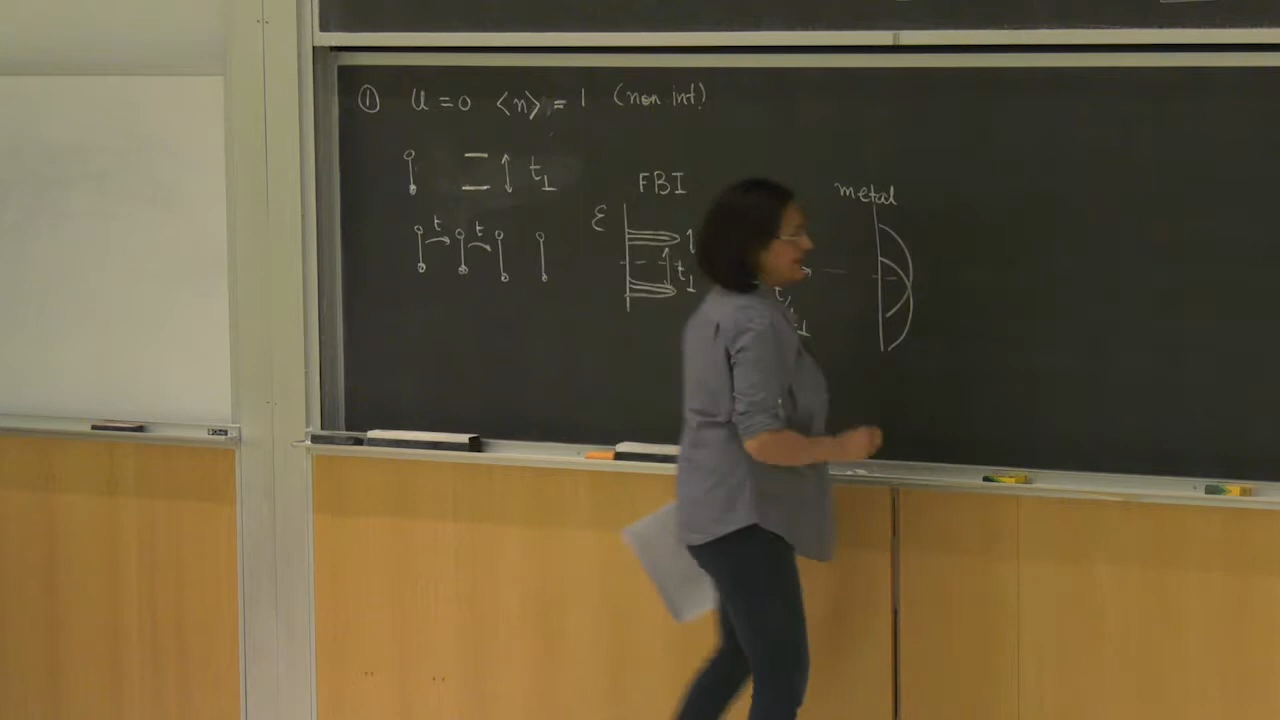 ① U = 0 <n> = 1 (non int.)
t⊥
t t
FBI
ε
t⊥
metal
t
⊥